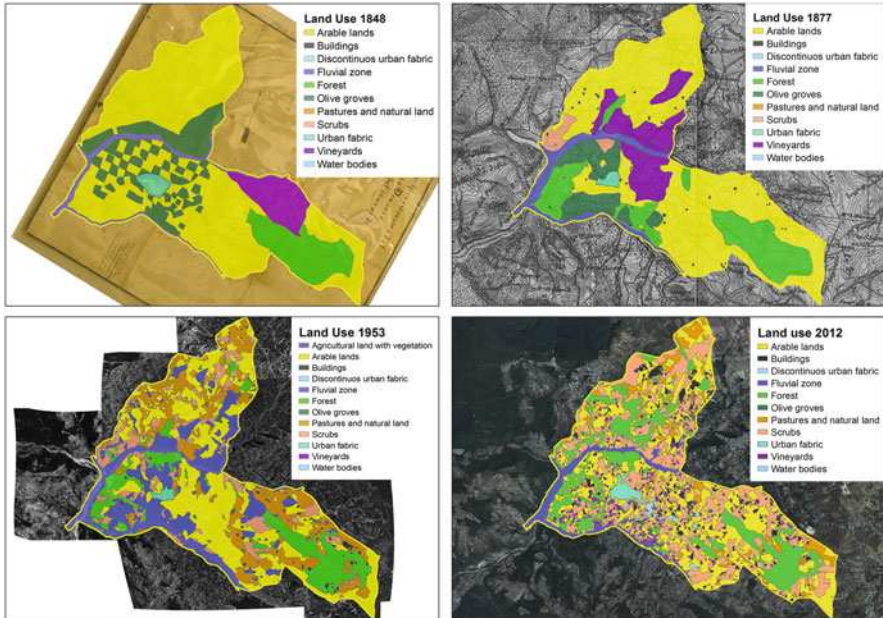 Land Use 1848
Arable lands
Buildings
Discontinuos urban fabric
Fluvial zone
Forest
Olive groves
Pastures and natural land
Scrubs
Urban fabric
Vineyards
Water bodies
Land Use 1877
Arable lands
Buildings
Discontinuos urban fabric
Fluvial zone
Forest
Olive groves
Pastures and natural land
Scrubs
Urban fabric
Vineyards
Water bodies
Land Use 1953
Agricultural land with vegetation
Arable lands
Buildings
Discontinuos urban fabric
Fluvial zone
Forest
Olive groves
Pastures and natural land
Scrubs
Urban fabric
Vineyards
Water bodies
Land use 2012
Arable lands
Buildings
Discontinuos urban fabric
Fluvial zone
Forest
Olive groves
Pastures and natural land
Scrubs
Urban fabric
Vineyards
Water bodies